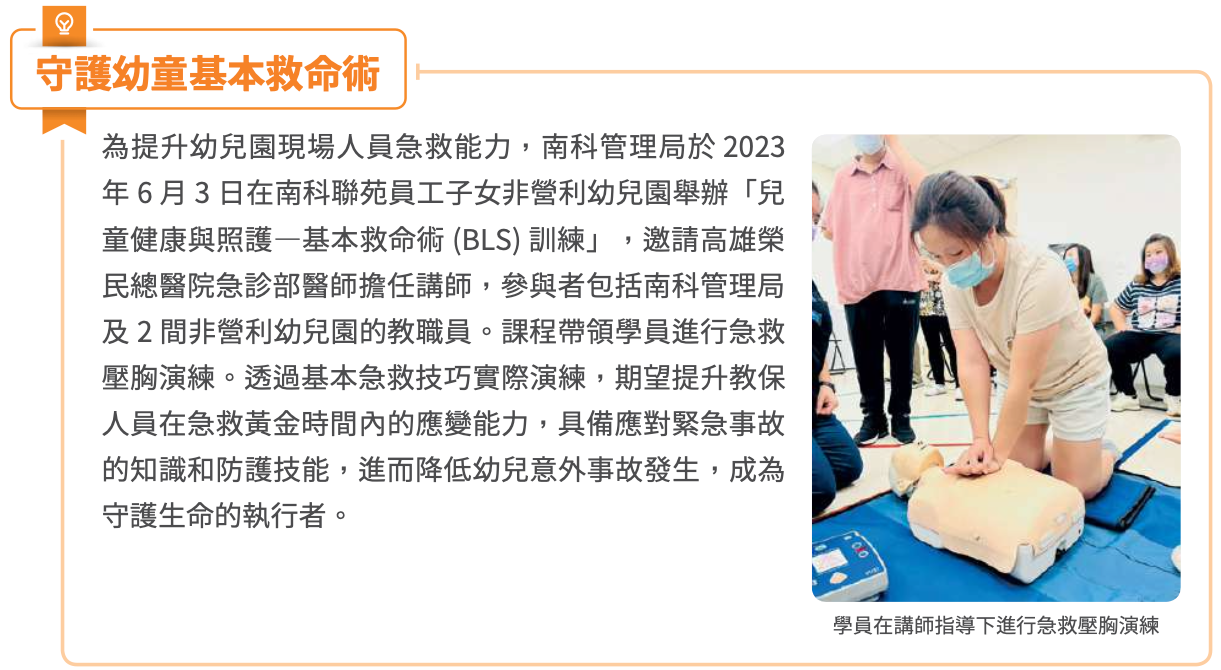 守護幼童基本救命術
為提升幼兒園現場人員急救能力，南科管理局於 2023
年 6 月 3 日在南科聯苑員工子女非營利幼兒園舉辦「兒
童健康與照護—基本救命術 (BLS) 訓練」，邀請高雄榮
民總醫院急診部醫師擔任講師，參與者包括南科管理局
及 2 間非營利幼兒園的教職員。課程帶領學員進行急救
壓胸演練。透過基本急救技巧實際演練，期望提升教保
人員在急救黃金時間內的應變能力，具備應對緊急事故
的知識和防護技能，進而降低幼兒意外事故發生，成為
守護生命的執行者。
學員在講師指導下進行急救壓胸演練